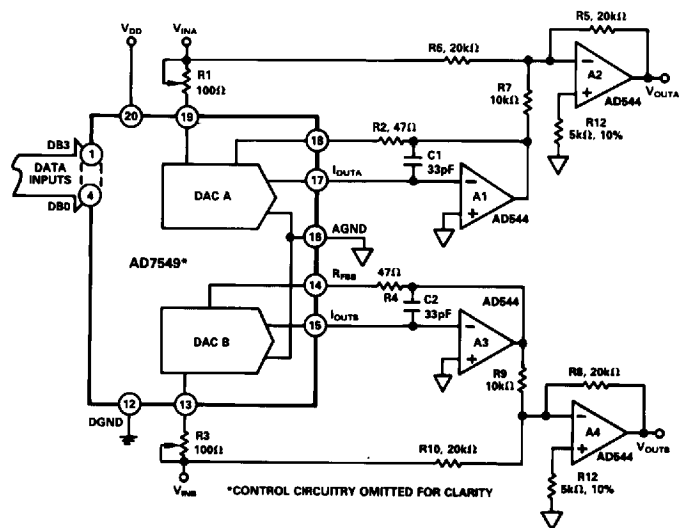 VDD
VINA
R1
100Ω
R6, 20kΩ
R5, 20kΩ
A2
AD544
VOUTA
R7
10kΩ
R12
5kΩ, 10%
20
19
DB3
1
DATA
INPUTS
4
DB0
18
R2, 47Ω
C1
33pF
17
IOUTA
A1
AD544
DAC A
16
AGND
AD7549*
14
RFBB
47Ω
R4
C2
33pF
AD544
15
IOUTB
A3
DAC B
R9
10kΩ
R8, 20kΩ
A4
AD544
VOUTB
12
DGND
13
R3
100Ω
R10, 20kΩ
R12
5kΩ, 10%
VINB
*CONTROL CIRCUITRY OMITTED FOR CLARITY